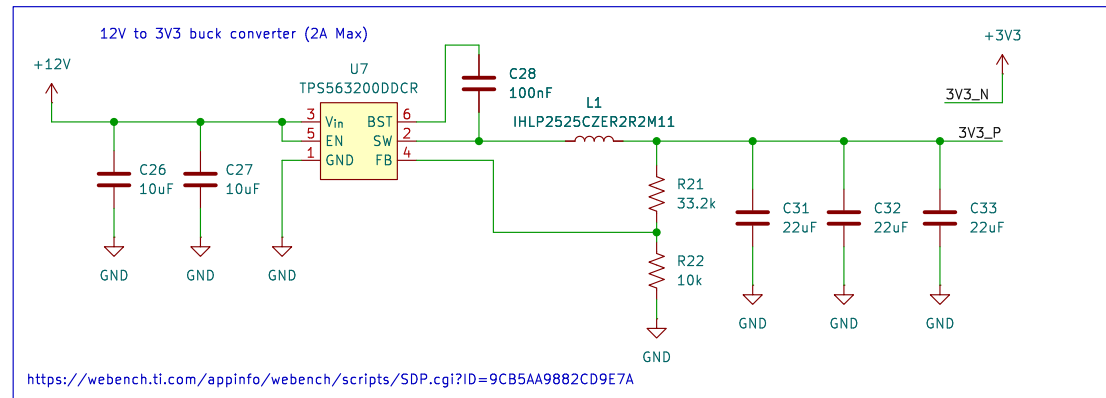 12V to 3V3 buck converter (2A Max)
+12V
+3V3
U7
TPS563200DDCR
C28
100nF
L1
IHLP2525CZER2R2M11
3V3_N
3V3_P
3 Vin BST 6
5 EN SW 2
1 GND FB 4
C26
10uF
C27
10uF
R21
33.2k
C31
22uF
C32
22uF
C33
22uF
R22
10k
GND
GND
GND
GND
GND
GND
GND
https://webench.ti.com/appinfo/webench/scripts/SDP.cgi?ID=9CB5AA9882CD9E7A